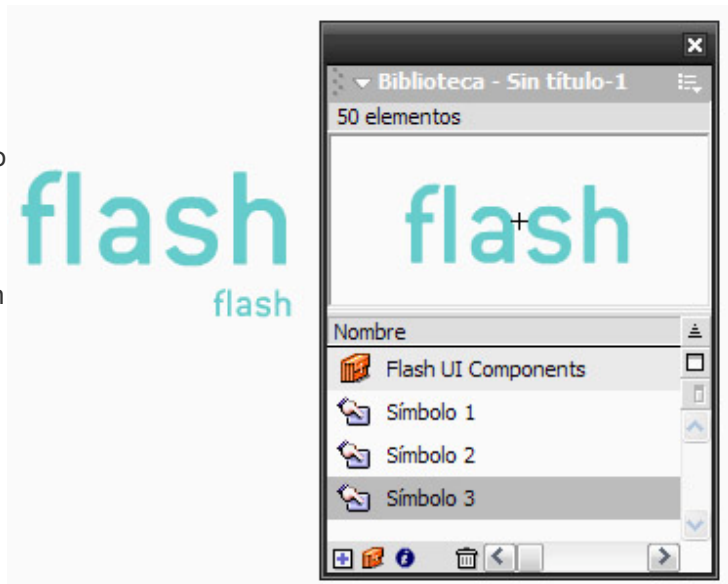 o
flash
n
flash
Biblioteca - Sin título-1
50 elementos
flash
Nombre
Flash UI Components
Símbolo 1
Símbolo 2
Símbolo 3